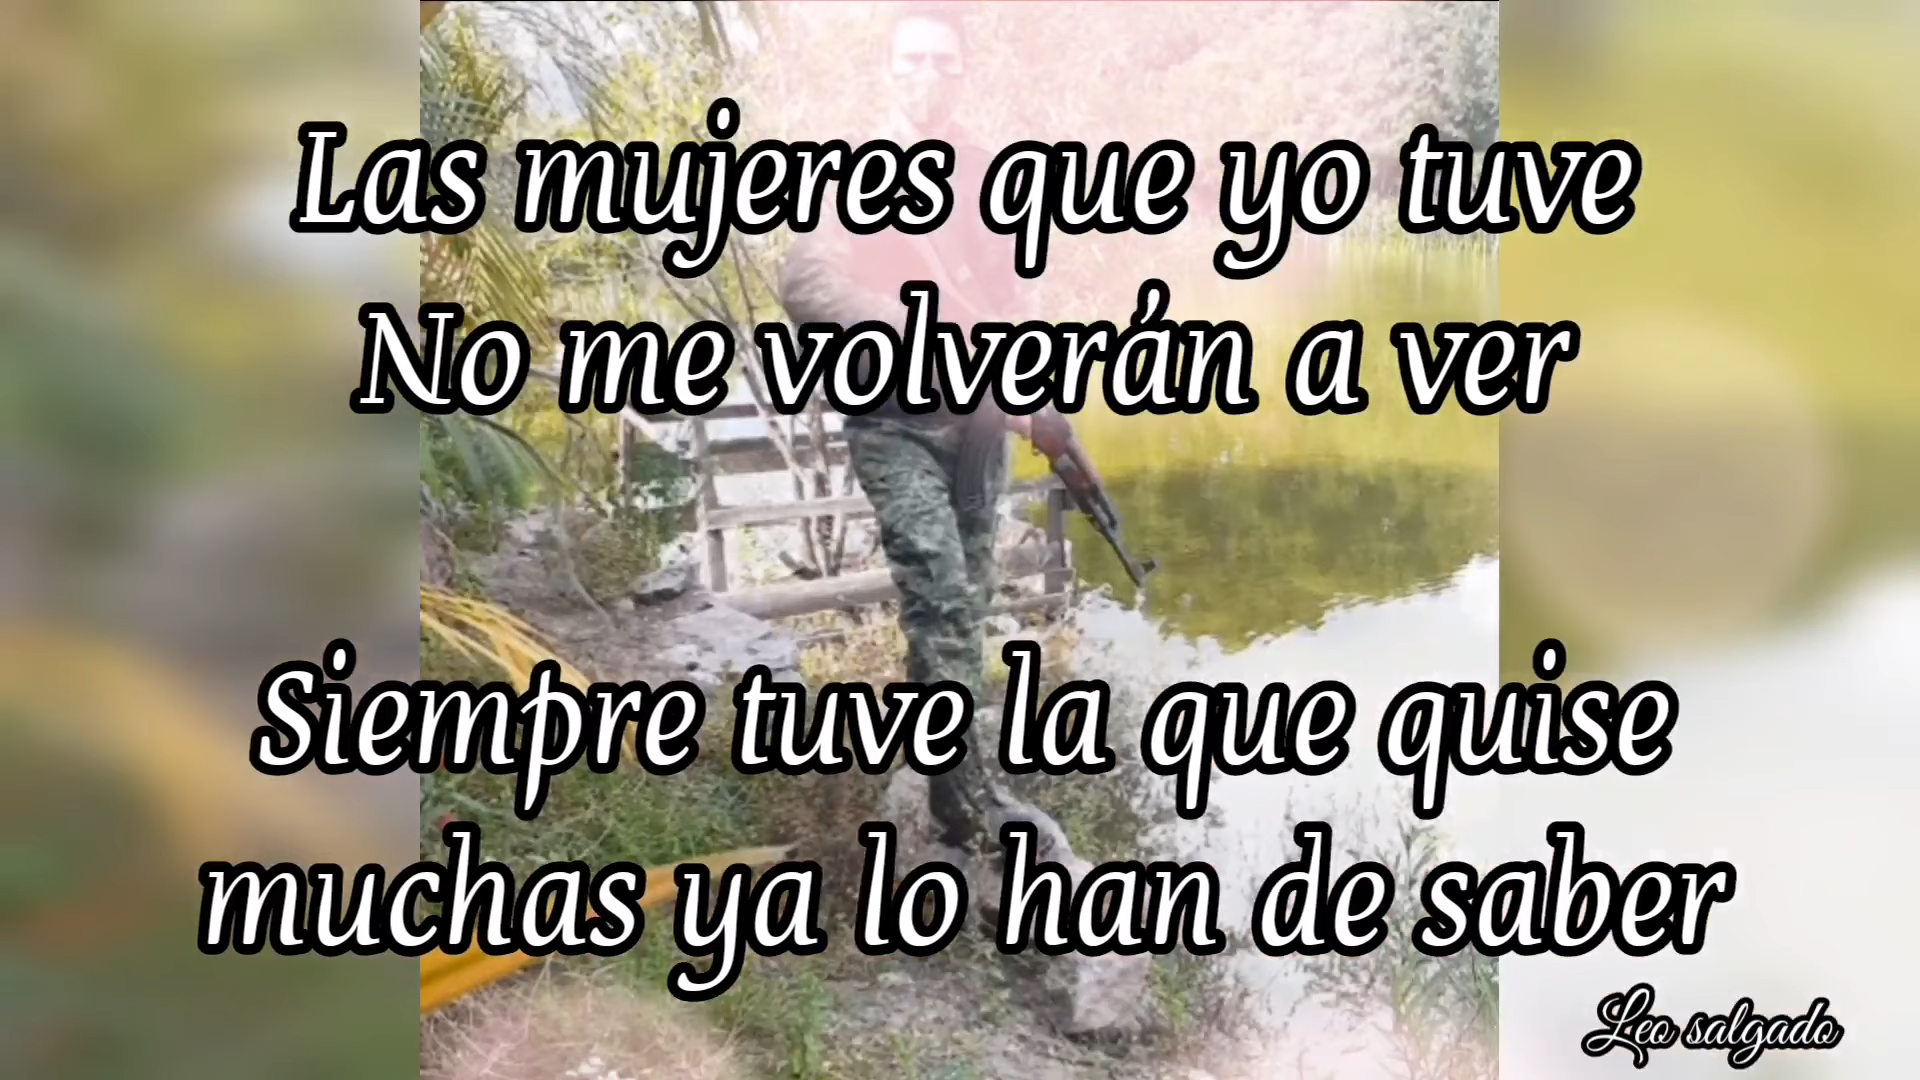 Las mujeres que yo tuve
No me volverán a ver
Siempre tuve la que quise
muchas ya lo han de saber
Leo salgado